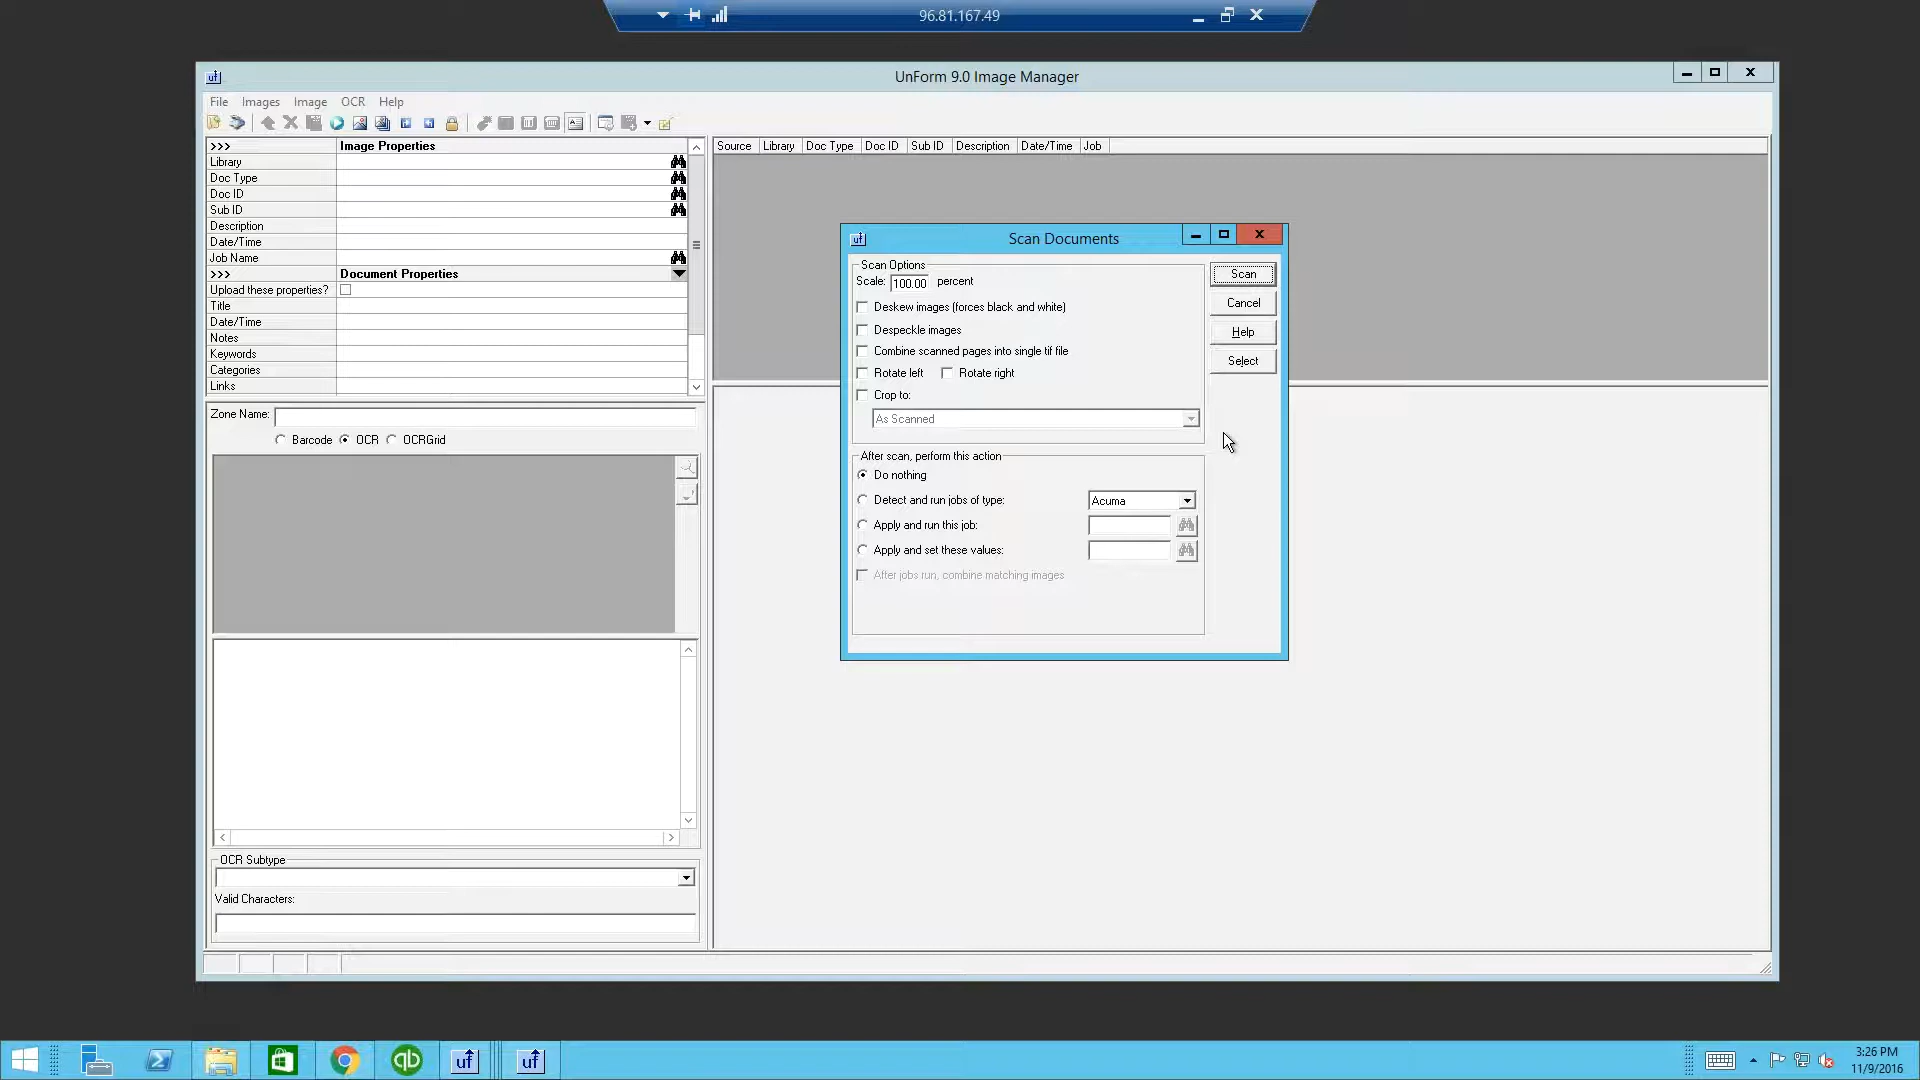 96.81.167.49
UnForm 9.0 Image Manager
File Images Image OCR Help
>>> Image Properties
Library
Doc Type
Doc ID
Sub ID
Description
Date/Time
Job Name
>>> Document Properties
Upload these properties?
Title
Date/Time
Notes
Keywords
Categories
Links
Source Library Doc Type Doc ID Sub ID Description Date/Time Job
Zone Name:
Barcode OCR OCRGrid
OCR Subtype
Valid Characters:
Scan Documents
Scan Options
Scale: 100.00 percent
Deskew images (forces black and white)
Despeckle images
Combine scanned pages into single tif file
Rotate left Rotate right
Crop to:
As Scanned
Scan
Cancel
Help
Select
After scan, perform this action
Do nothing
Detect and run jobs of type: Acuma
Apply and run this job:
Apply and set these values:
After jobs run, combine matching images
qb uf uf
3:26 PM
11/9/2016